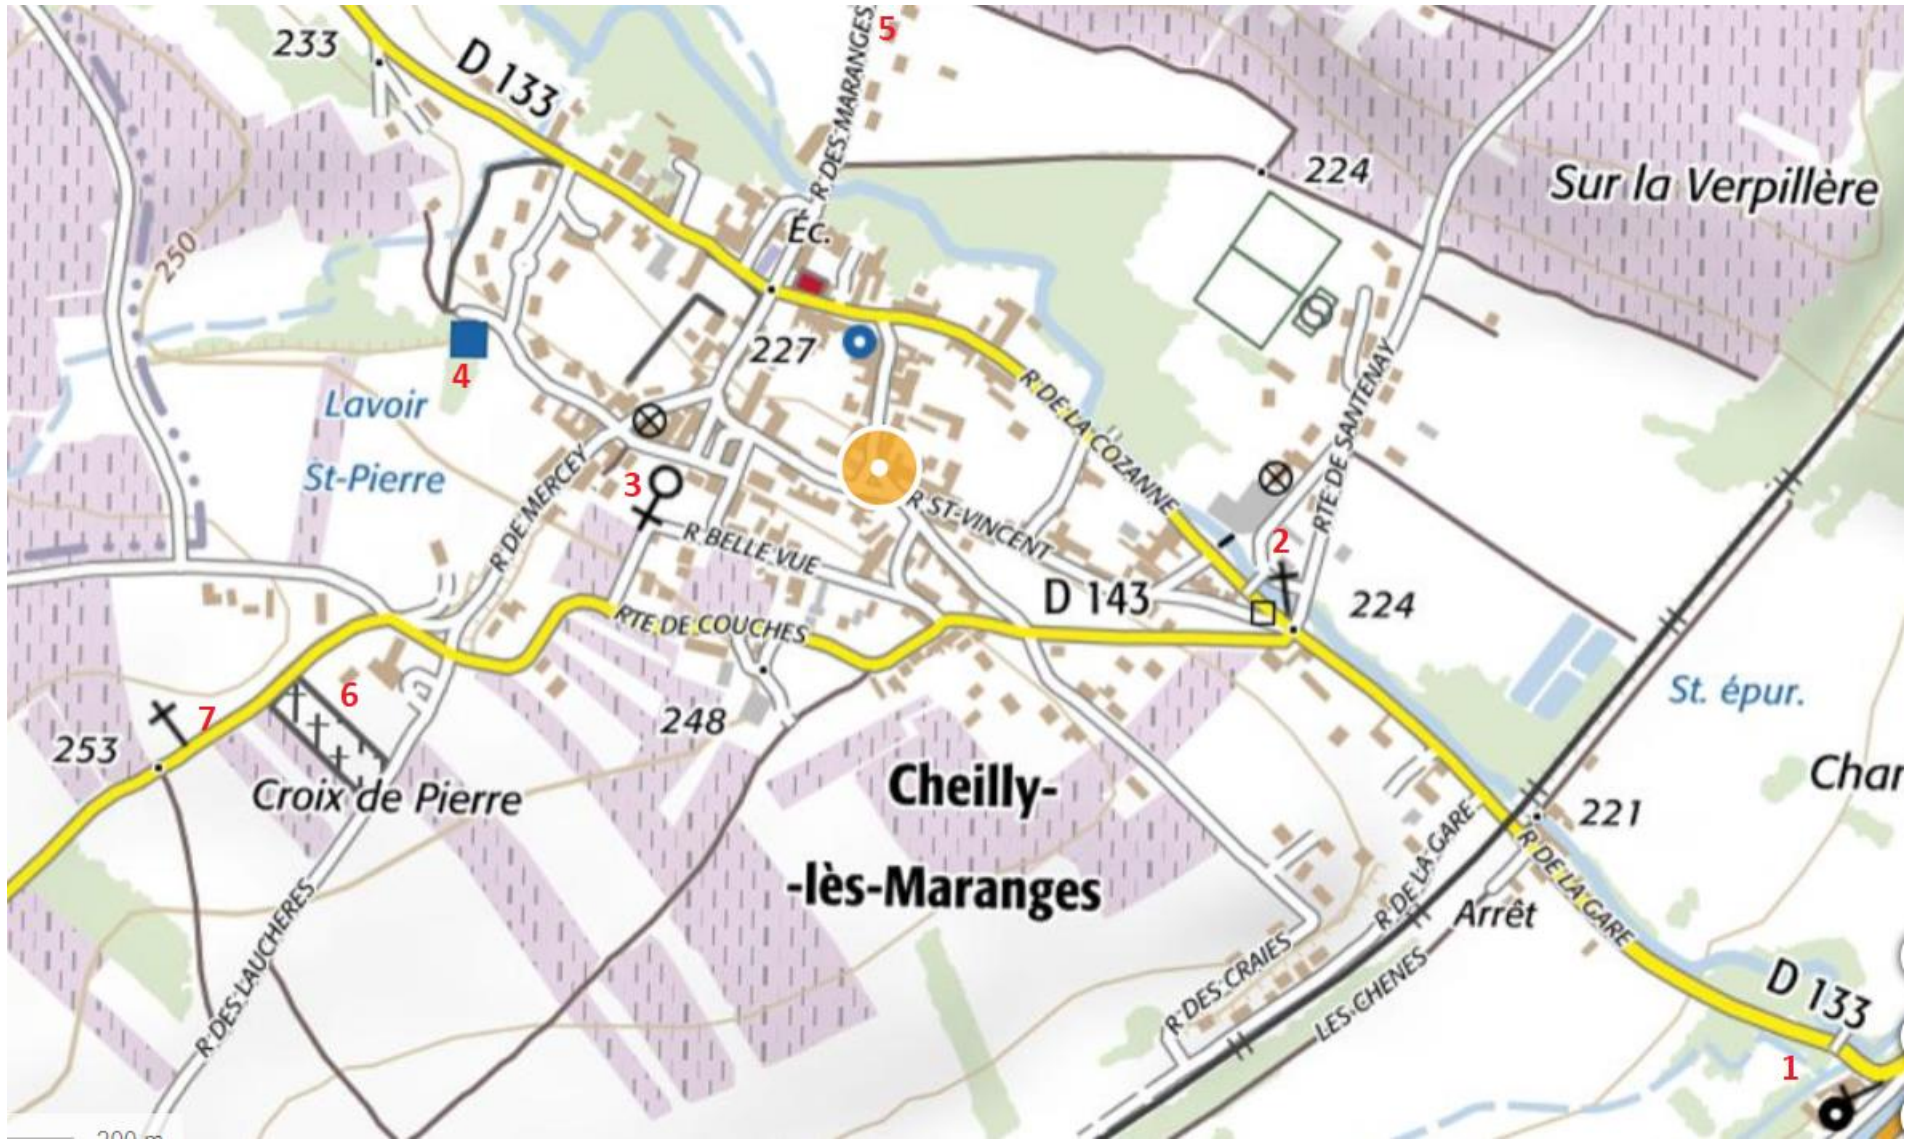 233
D 133
R DES MARANGES
5
224
Sur la Verpillère
250
Éc.
227
4
Lavoir
St-Pierre
3
R DE MERCEY
R BELLE VUE
R ST-VINCENT
R DE LA COZANNE
RTE DE SANTENAY
2
D 143
224
RTE DE COUCHES
St. épur.
6
7
253
248
Croix de Pierre
Cheilly-
-lès-Maranges
Char
221
R DE LA GARE
R DE LA GARE
Arrêt
R DES LAUCHERES
R DES CRAIES
LES CHENES
D 133
1